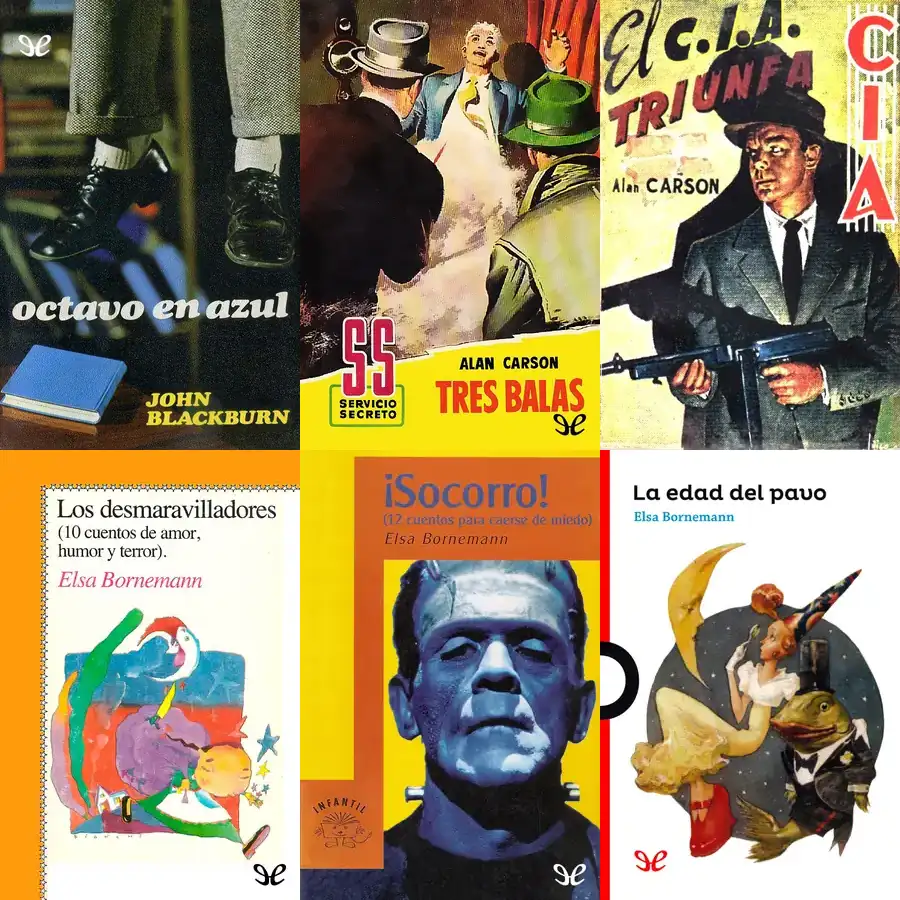 octavo en azul
JOHN
BLACKBURN
SS
SERVICIO
SECRETO
ALAN CARSON
TRES BALAS
El C.I.A.
TRIUNFA
Alan CARSON
CIA
Los desmaravilladores
(10 cuentos de amor,
humor y terror).
Elsa Bornemann
¡Socorro!
(12 cuentos para caerse de miedo)
Elsa Bornemann
INFANTIL
La edad del pavo
Elsa Bornemann